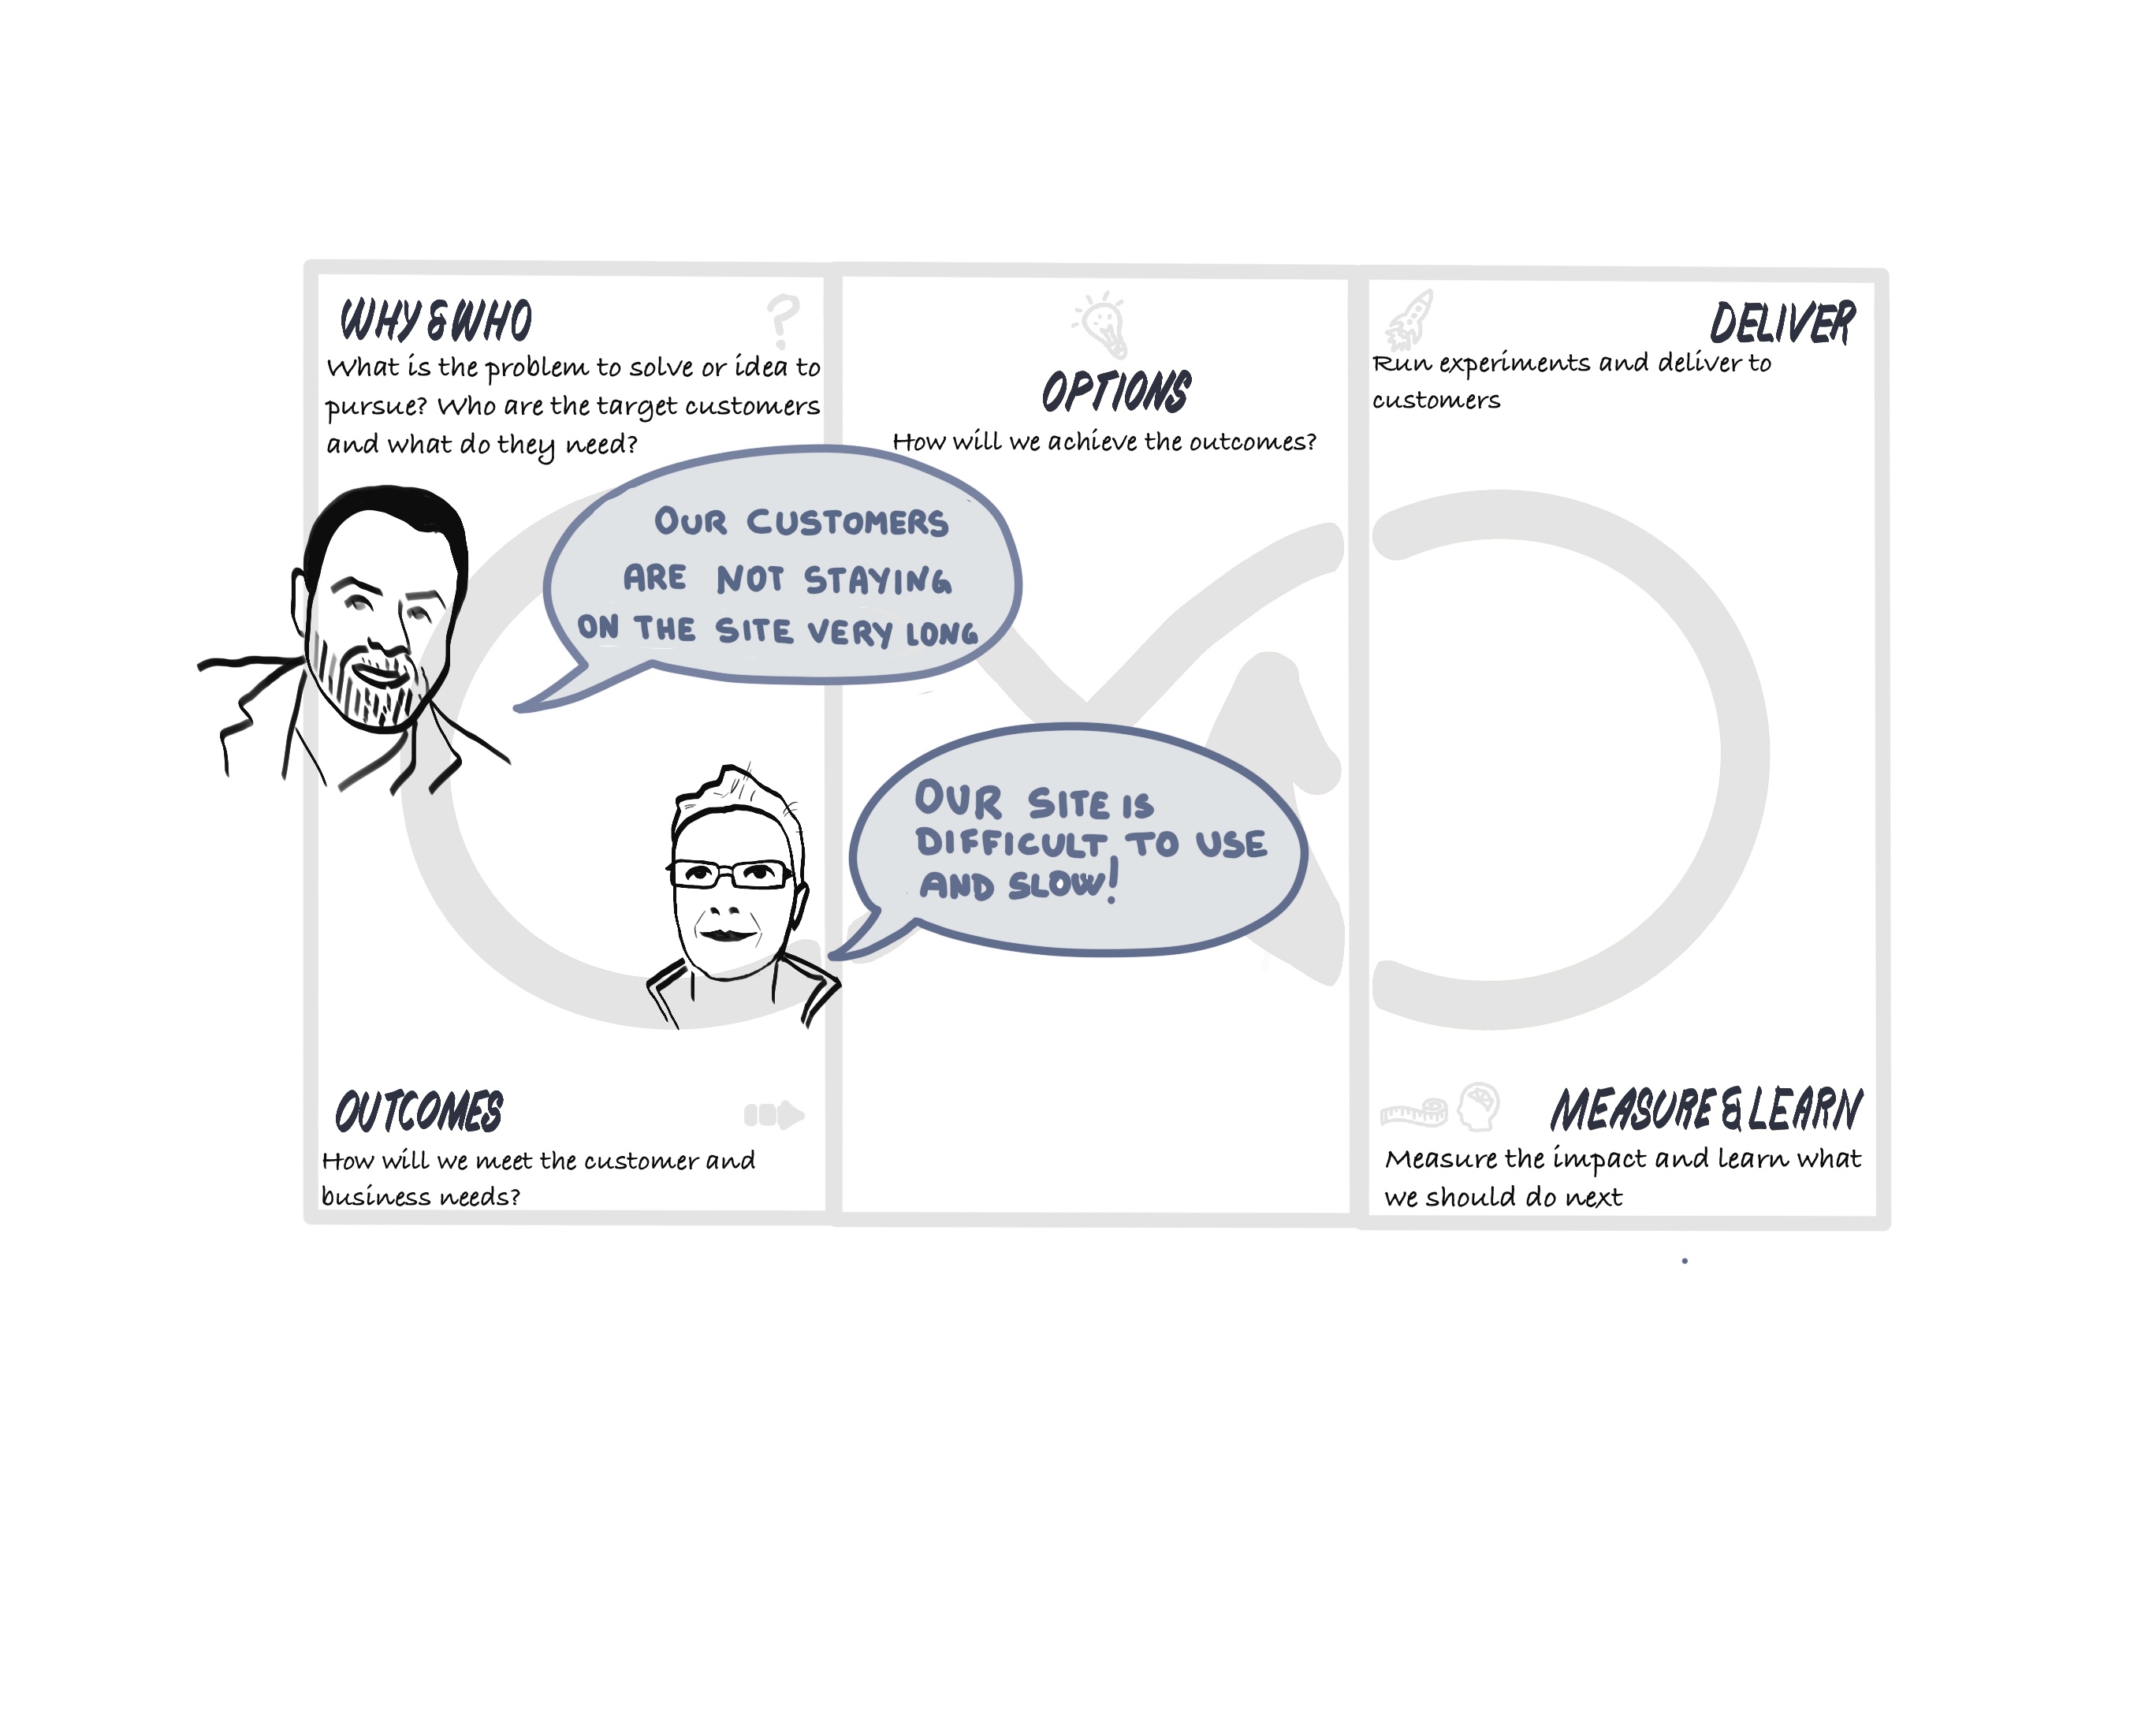 WHY & WHO
What is the problem to solve or idea to
pursue? Who are the target customers
and what do they need?
OUR CUSTOMERS
ARE NOT STAYING
ON THE SITE VERY LONG
OUR SITE IS
DIFFICULT TO USE
AND SLOW!
OUTCOMES
How will we meet the customer and
business needs?
OPTIONS
How will we achieve the outcomes?
DELIVER
Run experiments and deliver to
customers
MEASURE & LEARN
Measure the impact and learn what
we should do next